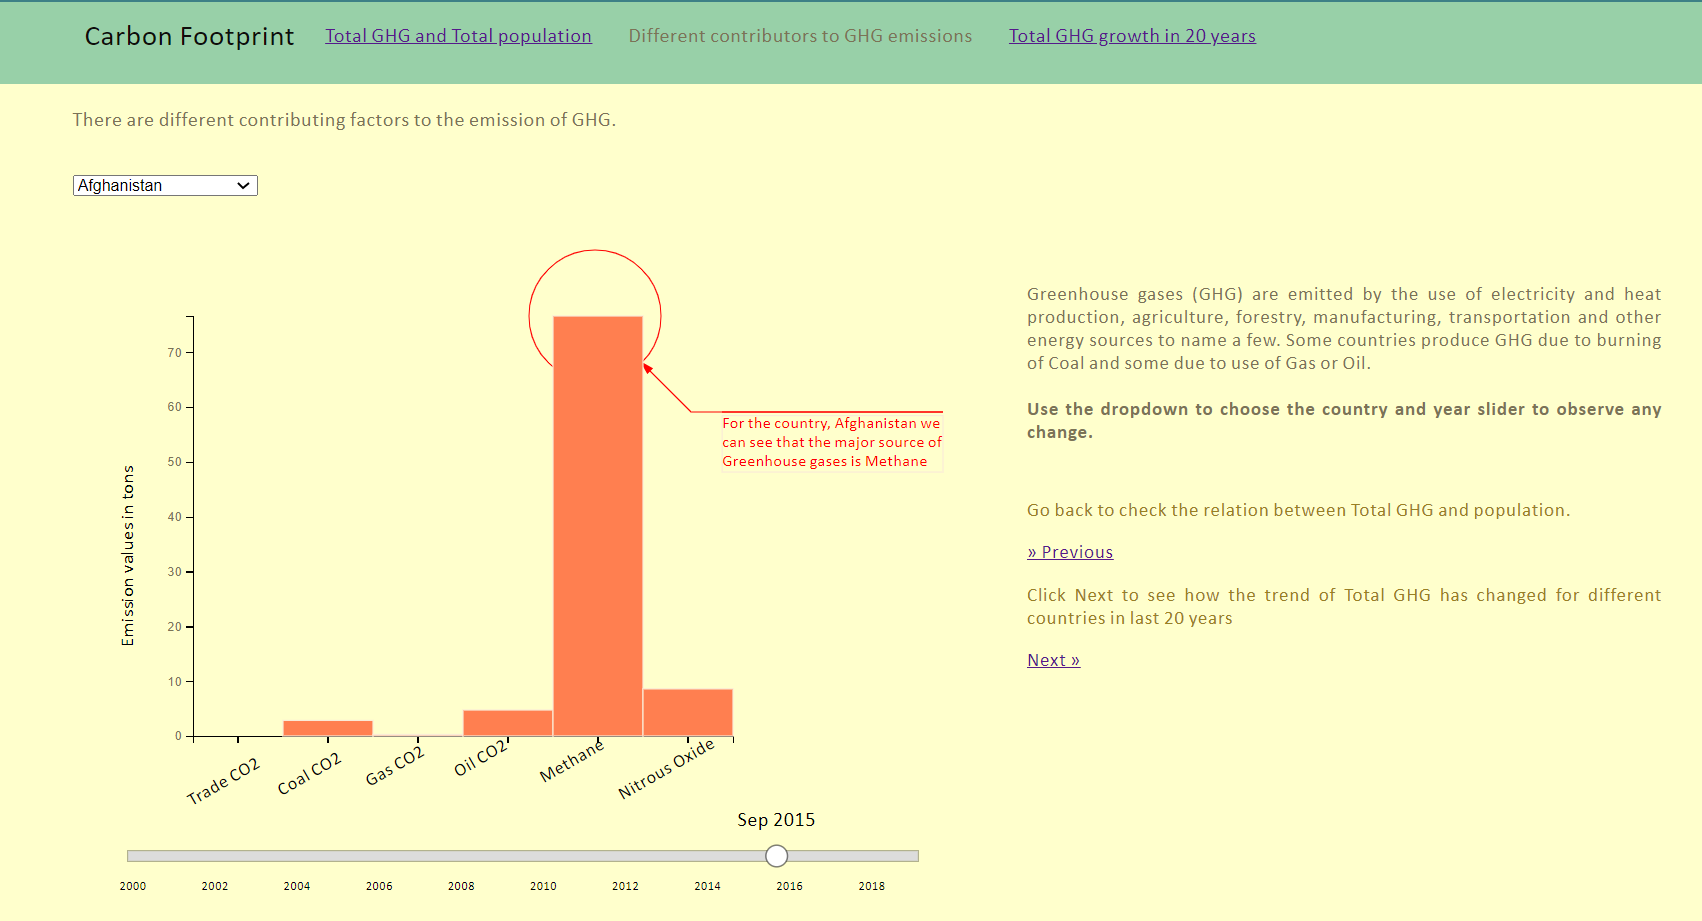 Carbon Footprint Total GHG and Total population Different contributors to GHG emissions Total GHG growth in 20 years
There are different contributing factors to the emission of GHG.
Afghanistan
Greenhouse gases (GHG) are emitted by the use of electricity and heat
production, agriculture, forestry, manufacturing, transportation and other
energy sources to name a few. Some countries produce GHG due to burning
of Coal and some due to use of Gas or Oil.
Use the dropdown to choose the country and year slider to observe any
change.
Go back to check the relation between Total GHG and population.
» Previous
Click Next to see how the trend of Total GHG has changed for different
countries in last 20 years
Next »
For the country, Afghanistan we
can see that the major source of
Greenhouse gases is Methane
Emission values in tons
70
60
50
40
30
20
10
0
Trade CO2 Coal CO2 Gas CO2 Oil CO2 Methane Nitrous Oxide
Sep 2015
2000 2002 2004 2006 2008 2010 2012 2014 2016 2018